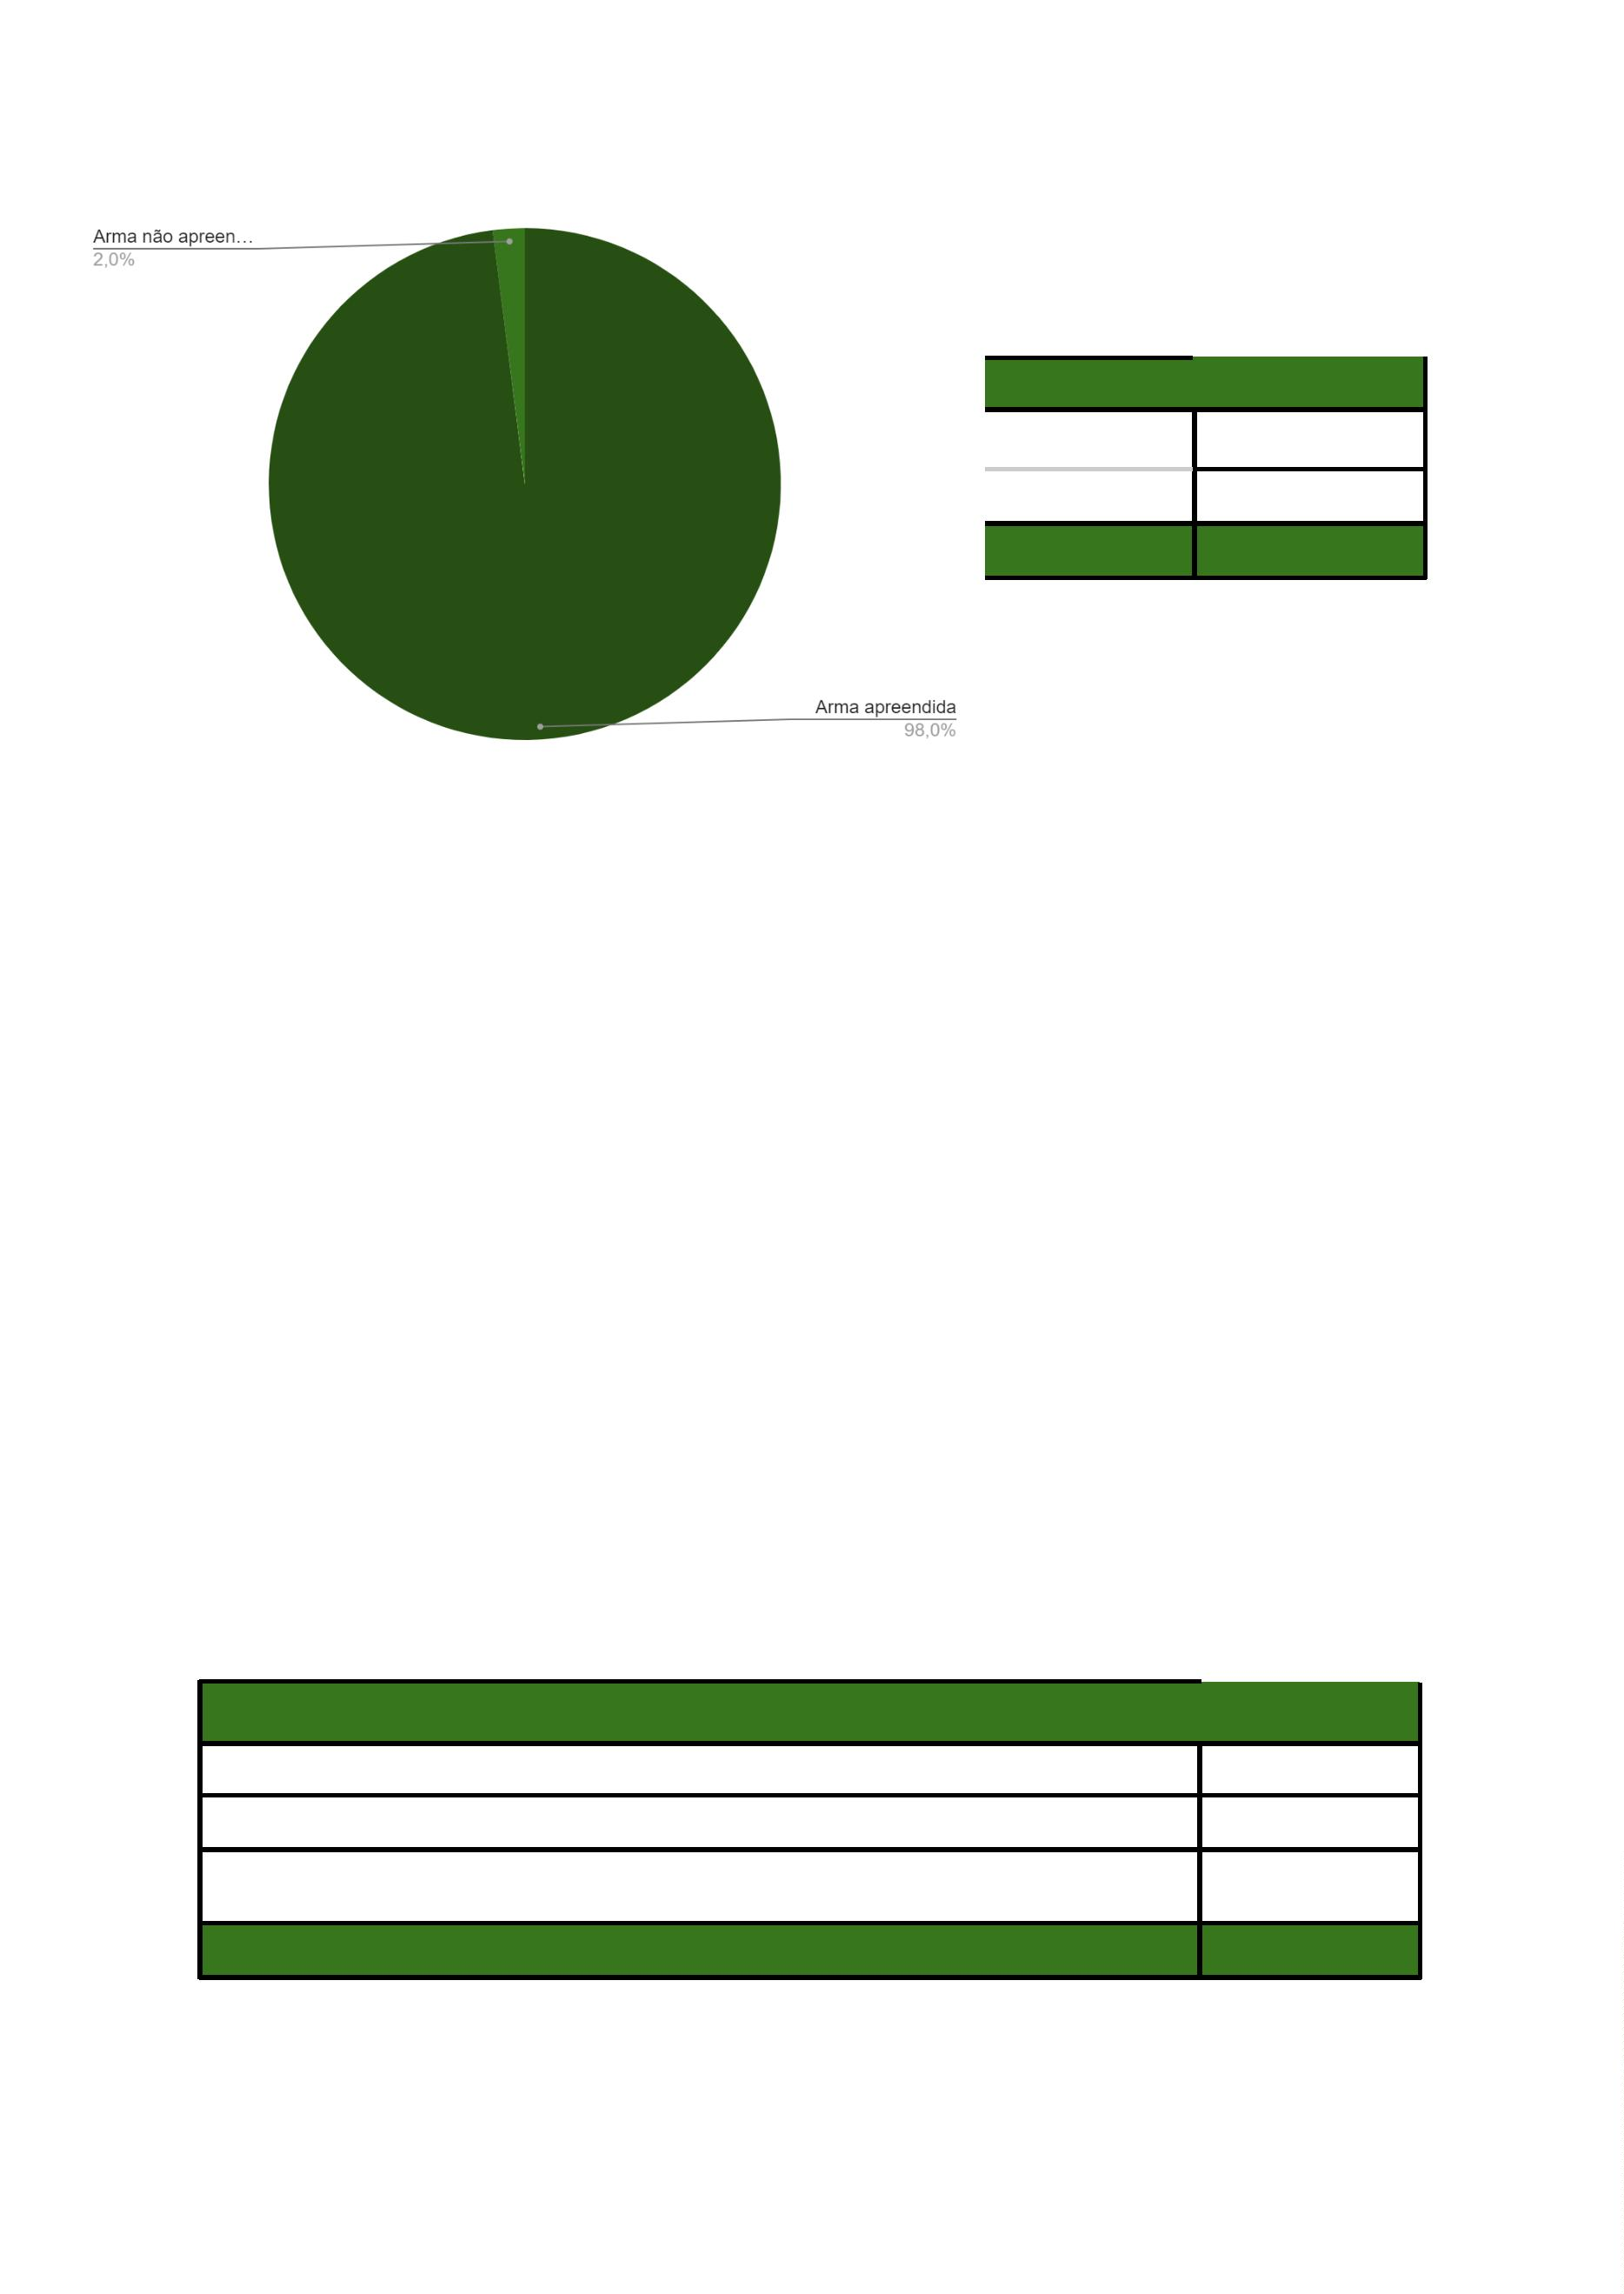 Arma não apreen…
2,0%
Arma apreendida
98,0%